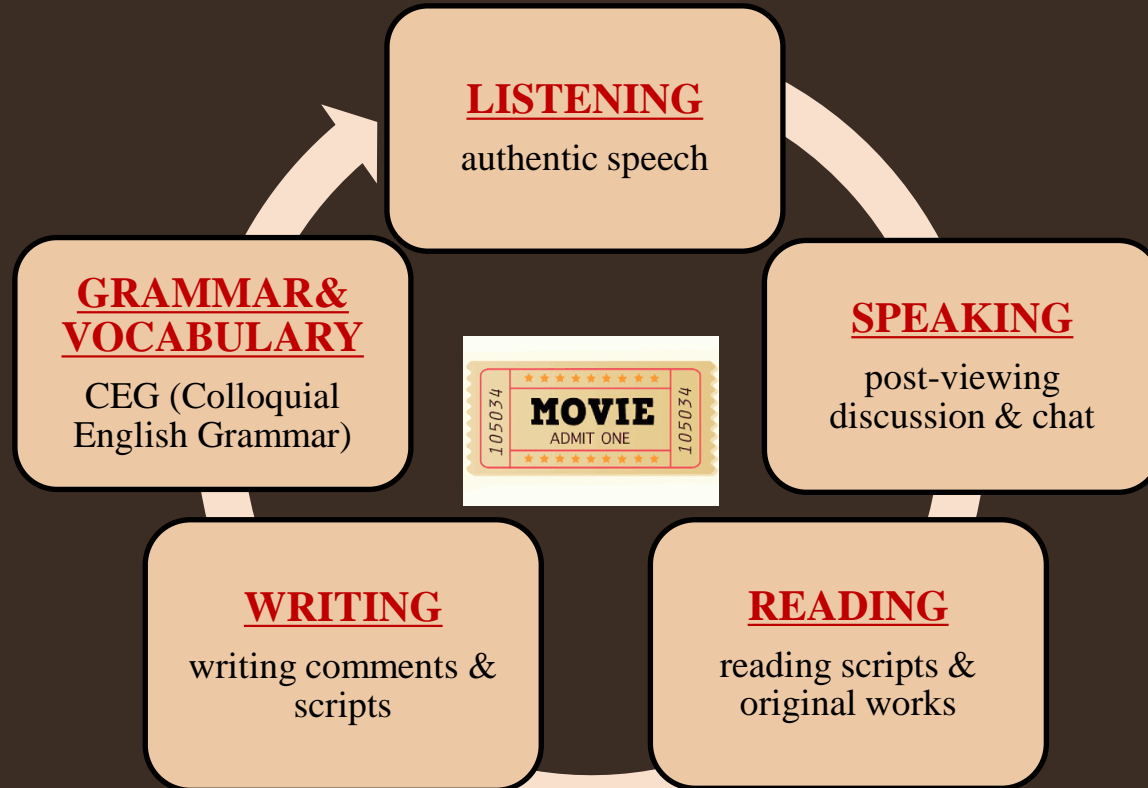 LISTENING
authentic speech
SPEAKING
post-viewing
discussion & chat
READING
reading scripts &
original works
WRITING
writing comments &
scripts
GRAMMAR&
VOCABULARY
CEG (Colloquial
English Grammar)
105034
MOVIE
ADMIT ONE
105034